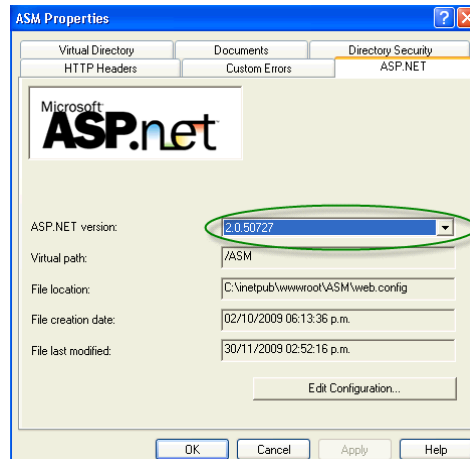 ASM Properties
Virtual Directory Documents Directory Security
HTTP Headers Custom Errors ASP.NET
Microsoft
ASP.net
ASP.NET version: 2.0.50727
Virtual path: /ASM
File location: C:\inetpub\wwwroot\ASM\web.config
File creation date: 02/10/2009 06:13:36 p.m.
File last modified: 30/11/2009 02:52:16 p.m.
Edit Configuration...
OK Cancel Apply Help